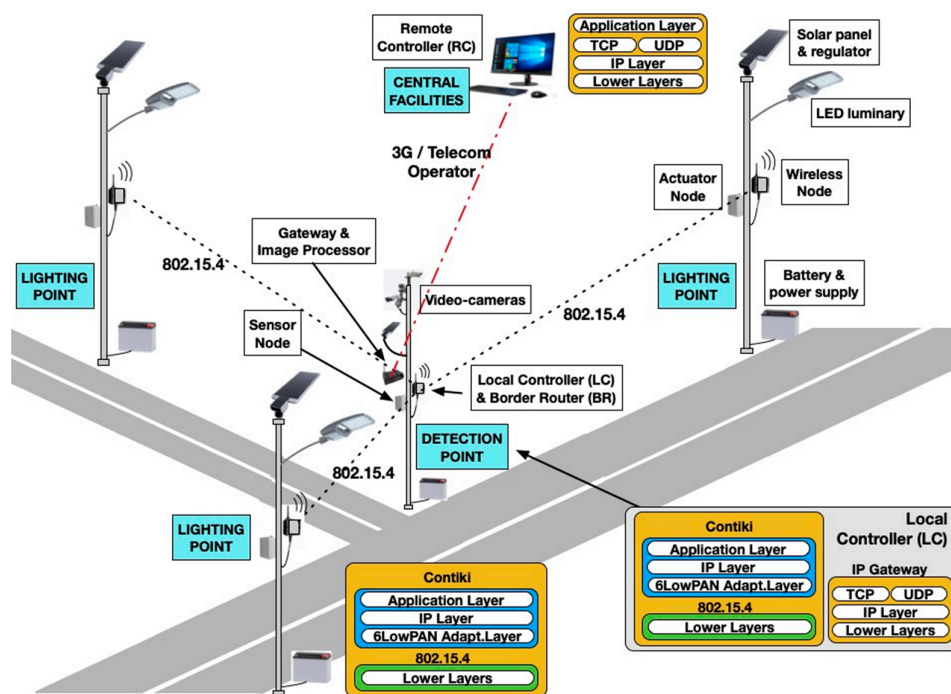 Remote
Controller (RC)
CENTRAL
FACILITIES
Application Layer
TCP
UDP
IP Layer
Lower Layers
Solar panel
& regulator
LED luminary
3G / Telecom
Operator
Actuator
Node
Wireless
Node
Gateway &
Image Processor
802.15.4
LIGHTING
POINT
Video-cameras
802.15.4
LIGHTING
POINT
Battery &
power supply
Sensor
Node
Local Controller (LC)
& Border Router (BR)
DETECTION
POINT
802.15.4
LIGHTING
POINT
Contiki
Application Layer
IP Layer
6LowPAN Adapt.Layer
802.15.4
Lower Layers
Contiki
Application Layer
IP Layer
6LowPAN Adapt.Layer
802.15.4
Lower Layers
Local
Controller (LC)
IP Gateway
TCP
UDP
IP Layer
Lower Layers